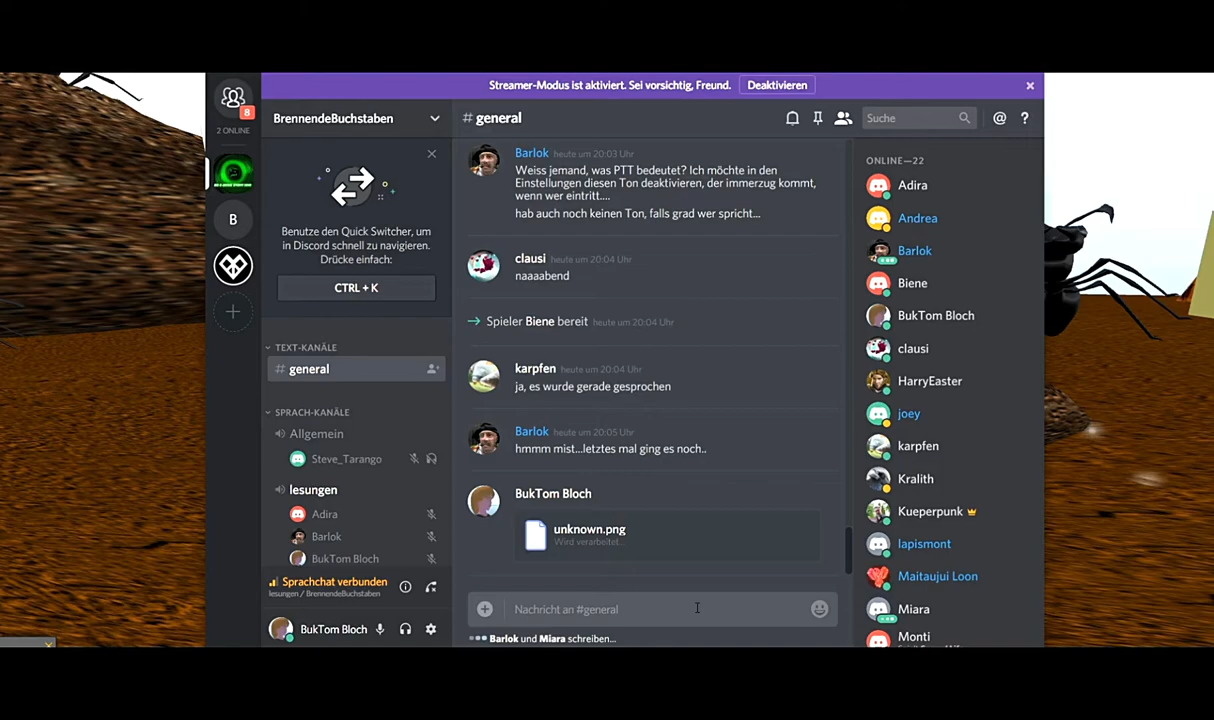 Streamer-Modus ist aktiviert. Sei vorsichtig, Freund.
Deaktivieren
8
2 ONLINE
B
BrennendeBuchstaben
Benutze den Quick Switcher, um
in Discord schnell zu navigieren.
Drücke einfach:
CTRL + K
TEXT-KANÄLE
# general
SPRACH-KANÄLE
Allgemein
Steve_Tarango
lesungen
Adira
Barlok
BukTom Bloch
Sprachchat verbunden
lesungen / BrennendeBuchstaben
BukTom Bloch
# general
Suche
@ ?
Barlok heute um 20:03 Uhr
Weiss jemand, was PTT bedeutet? Ich möchte in den
Einstellungen diesen Ton deaktivieren, der immerzug kommt,
wenn wer eintritt....
hab auch noch keinen Ton, falls grad wer spricht...
clausi heute um 20:04 Uhr
naaaabend
Spieler Biene bereit heute um 20:04 Uhr
karpfen heute um 20:04 Uhr
ja, es wurde gerade gesprochen
Barlok heute um 20:05 Uhr
hmmm mist...letztes mal ging es noch..
BukTom Bloch
unknown.png
Wird verarbeitet...
Nachricht an #general
Barlok und Miara schreiben...
ONLINE—22
Adira
Andrea
Barlok
Biene
BukTom Bloch
clausi
HarryEaster
joey
karpfen
Kralith
Kueperpunk
lapismont
Maitaujui Loon
Miara
Monti